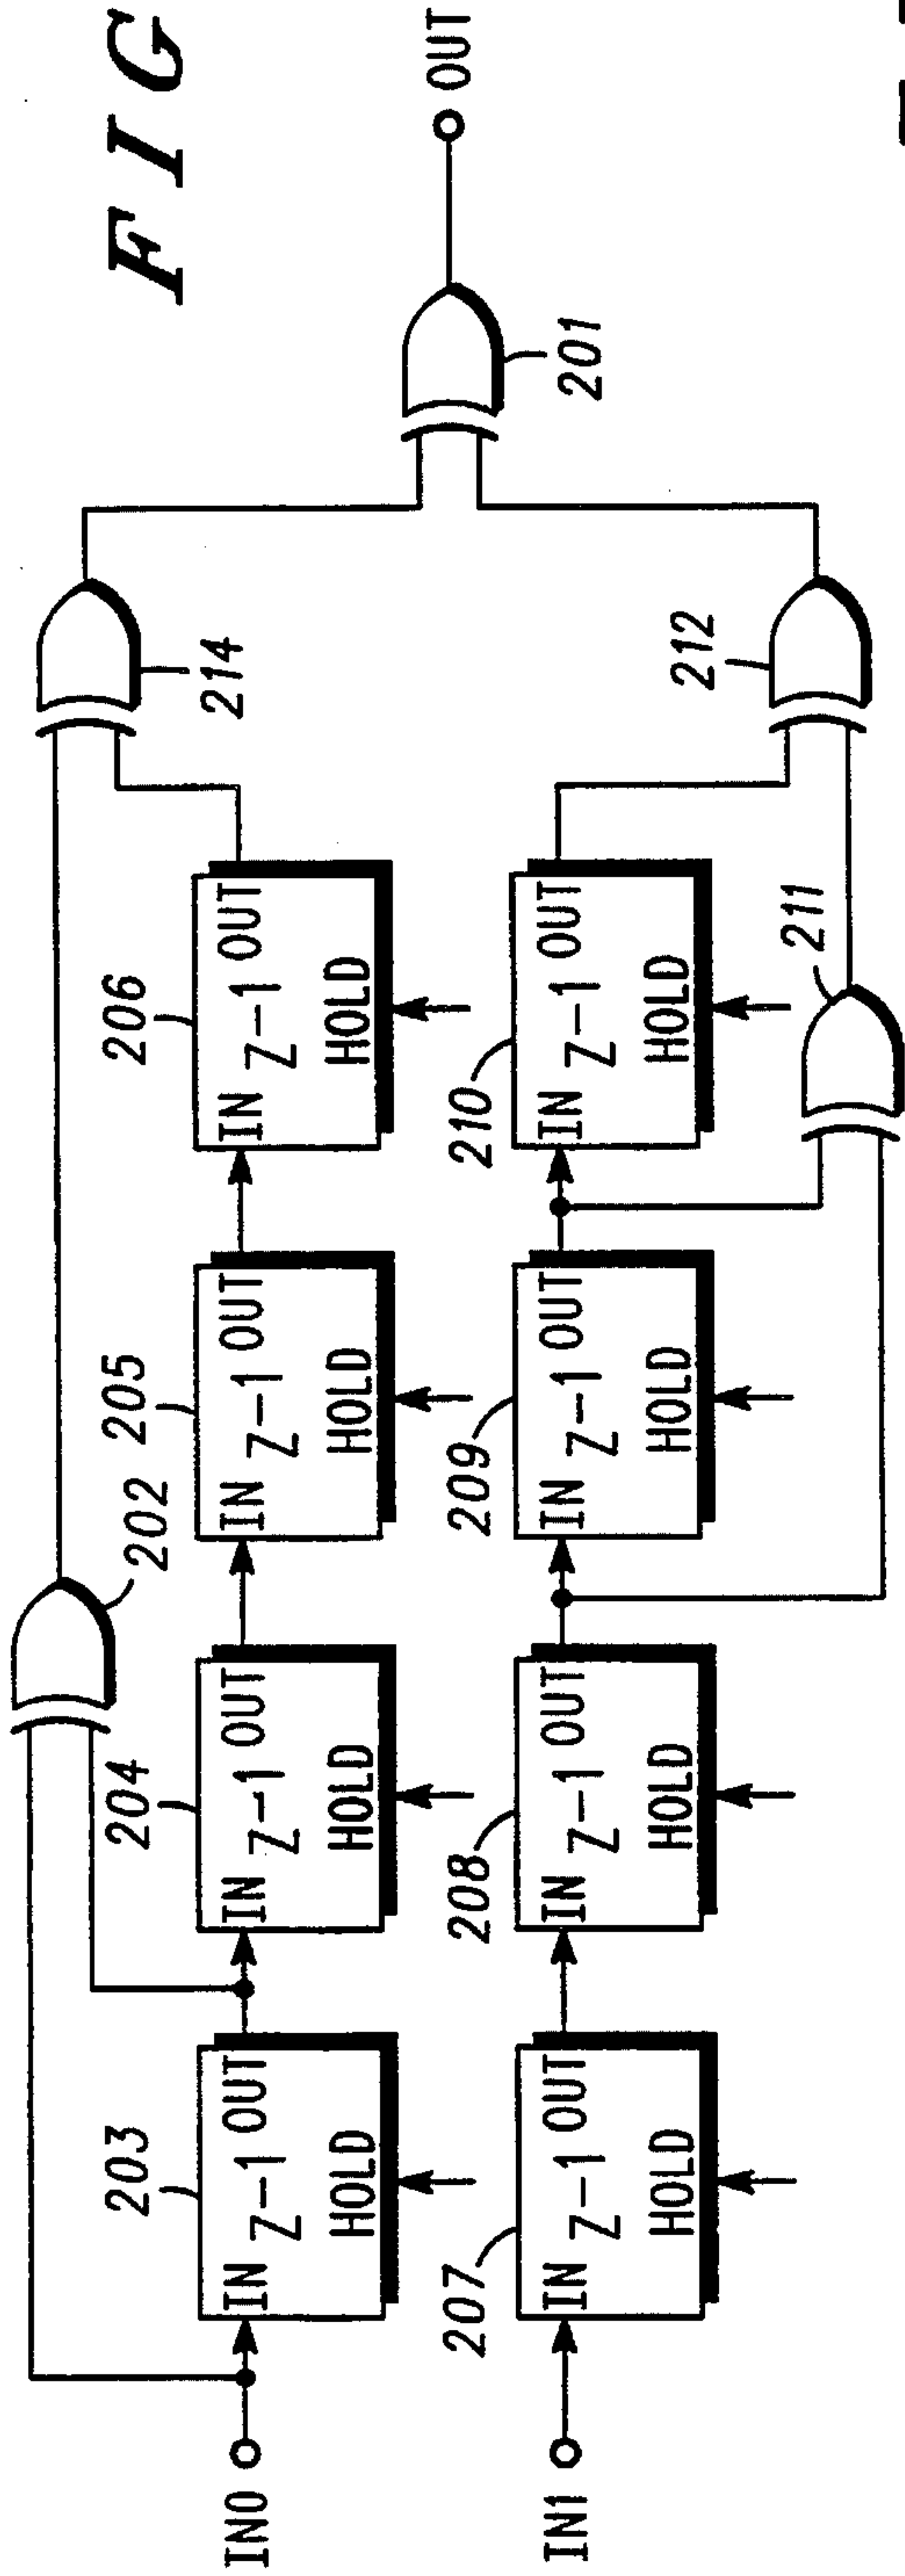 FIG
IN0
202
214
203
IN Z-1 OUT
HOLD
204
IN Z-1 OUT
HOLD
205
IN Z-1 OUT
HOLD
206
IN Z-1 OUT
HOLD
201
OUT
IN1
207
IN Z-1 OUT
HOLD
208
IN Z-1 OUT
HOLD
209
IN Z-1 OUT
HOLD
210
IN Z-1 OUT
HOLD
211
212